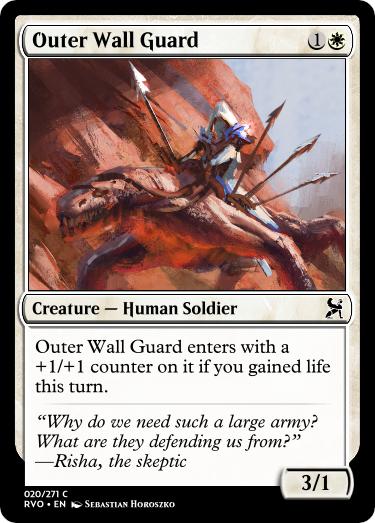 Outer Wall Guard 1
Creature — Human Soldier
Outer Wall Guard enters with a
+1/+1 counter on it if you gained life
this turn.
“Why do we need such a large army?
What are they defending us from?”
—Risha, the skeptic
3/1
020/271 C
RVO • EN Sebastian Horoszko